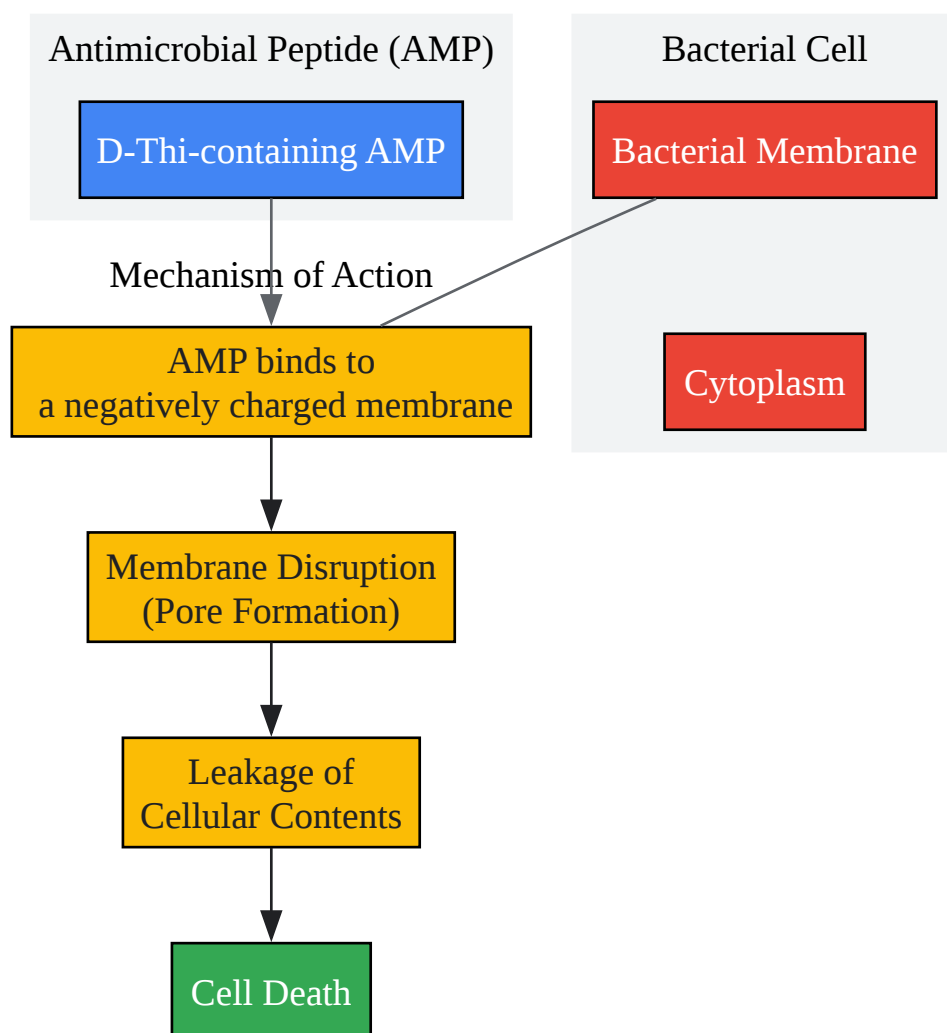 Antimicrobial Peptide (AMP)
Bacterial Cell
D-Thi-containing AMP
Bacterial Membrane
Mechanism of Action
AMP binds to
a negatively charged membrane
Cytoplasm
Membrane Disruption
(Pore Formation)
Leakage of
Cellular Contents
Cell Death